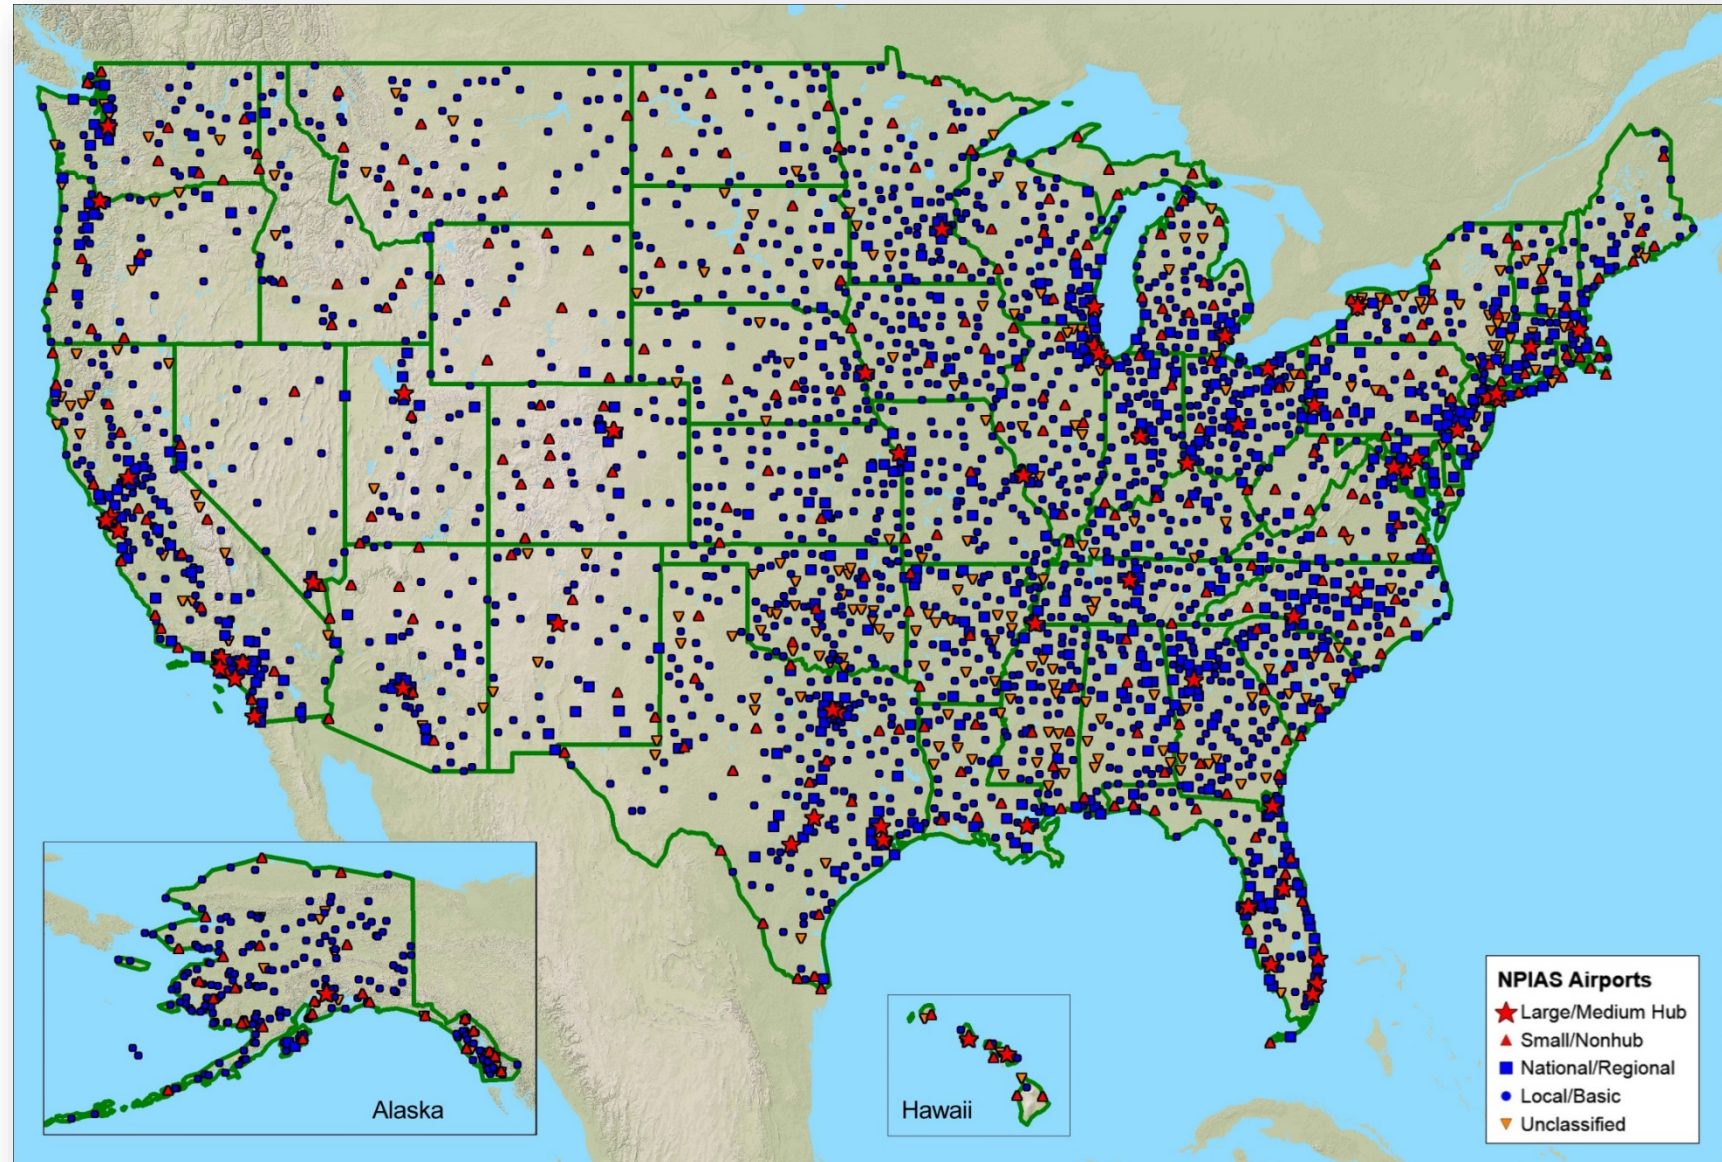 Alaska
Hawaii
NPIAS Airports
Large/Medium Hub
Small/Nonhub
National/Regional
Local/Basic
Unclassified